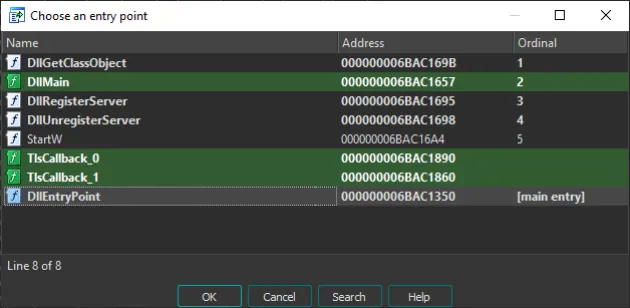 Choose an entry point
Name Address Ordinal
DllGetClassObject 000000006BAC169B 1
DllMain 000000006BAC1657 2
DllRegisterServer 000000006BAC1695 3
DllUnregisterServer 000000006BAC1698 4
StartW 000000006BAC16A4 5
TlsCallback_0 000000006BAC1890
TlsCallback_1 000000006BAC1860
DllEntryPoint 000000006BAC1350 [main entry]
Line 8 of 8
OK Cancel Search Help